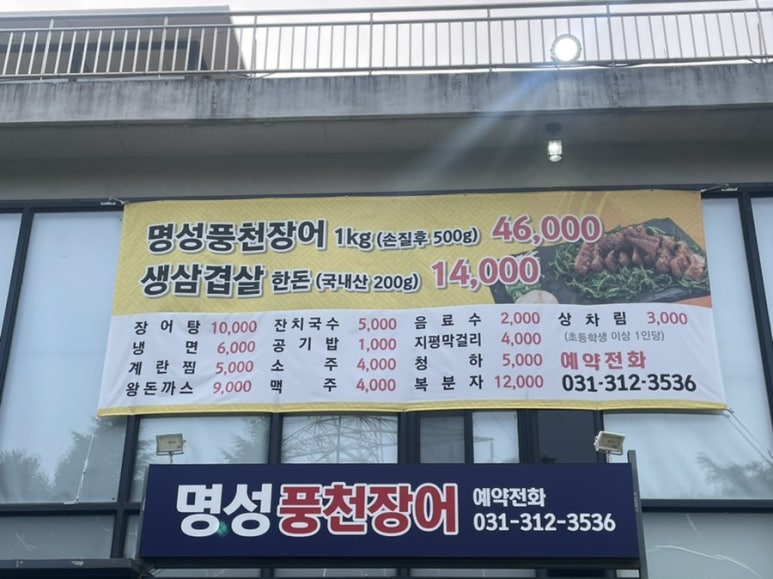 명성풍천장어 1kg (손질후 500g) 46,000
생삼겹살 한돈 (국내산 200g) 14,000
장어탕 10,000 잔치국수 5,000 음료수 2,000 상차림 3,000
(초등학생 이상 1인당)
냉면 6,000 공기밥 1,000 지평막걸리 4,000
계란찜 5,000 소주 4,000 청하 5,000 예약전화
왕돈까스 9,000 맥주 4,000 복분자 12,000 031-312-3536
명성풍천장어 예약전화
031-312-3536